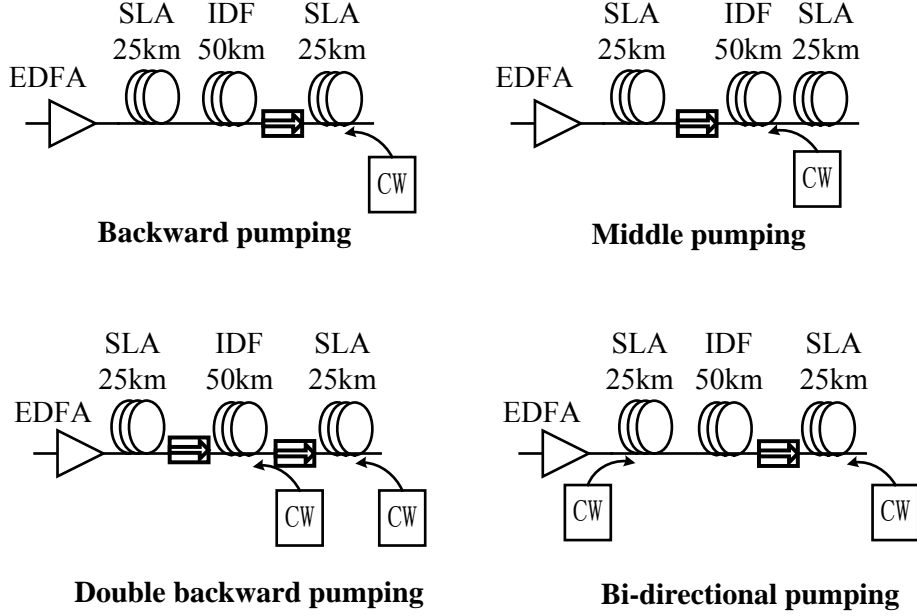 SLA IDF SLA
25km 50km 25km
EDFA
CW
Backward pumping
SLA IDF SLA
25km 50km 25km
EDFA
CW
Middle pumping
SLA IDF SLA
25km 50km 25km
EDFA
CW CW
Double backward pumping
SLA IDF SLA
25km 50km 25km
EDFA
CW CW
Bi-directional pumping